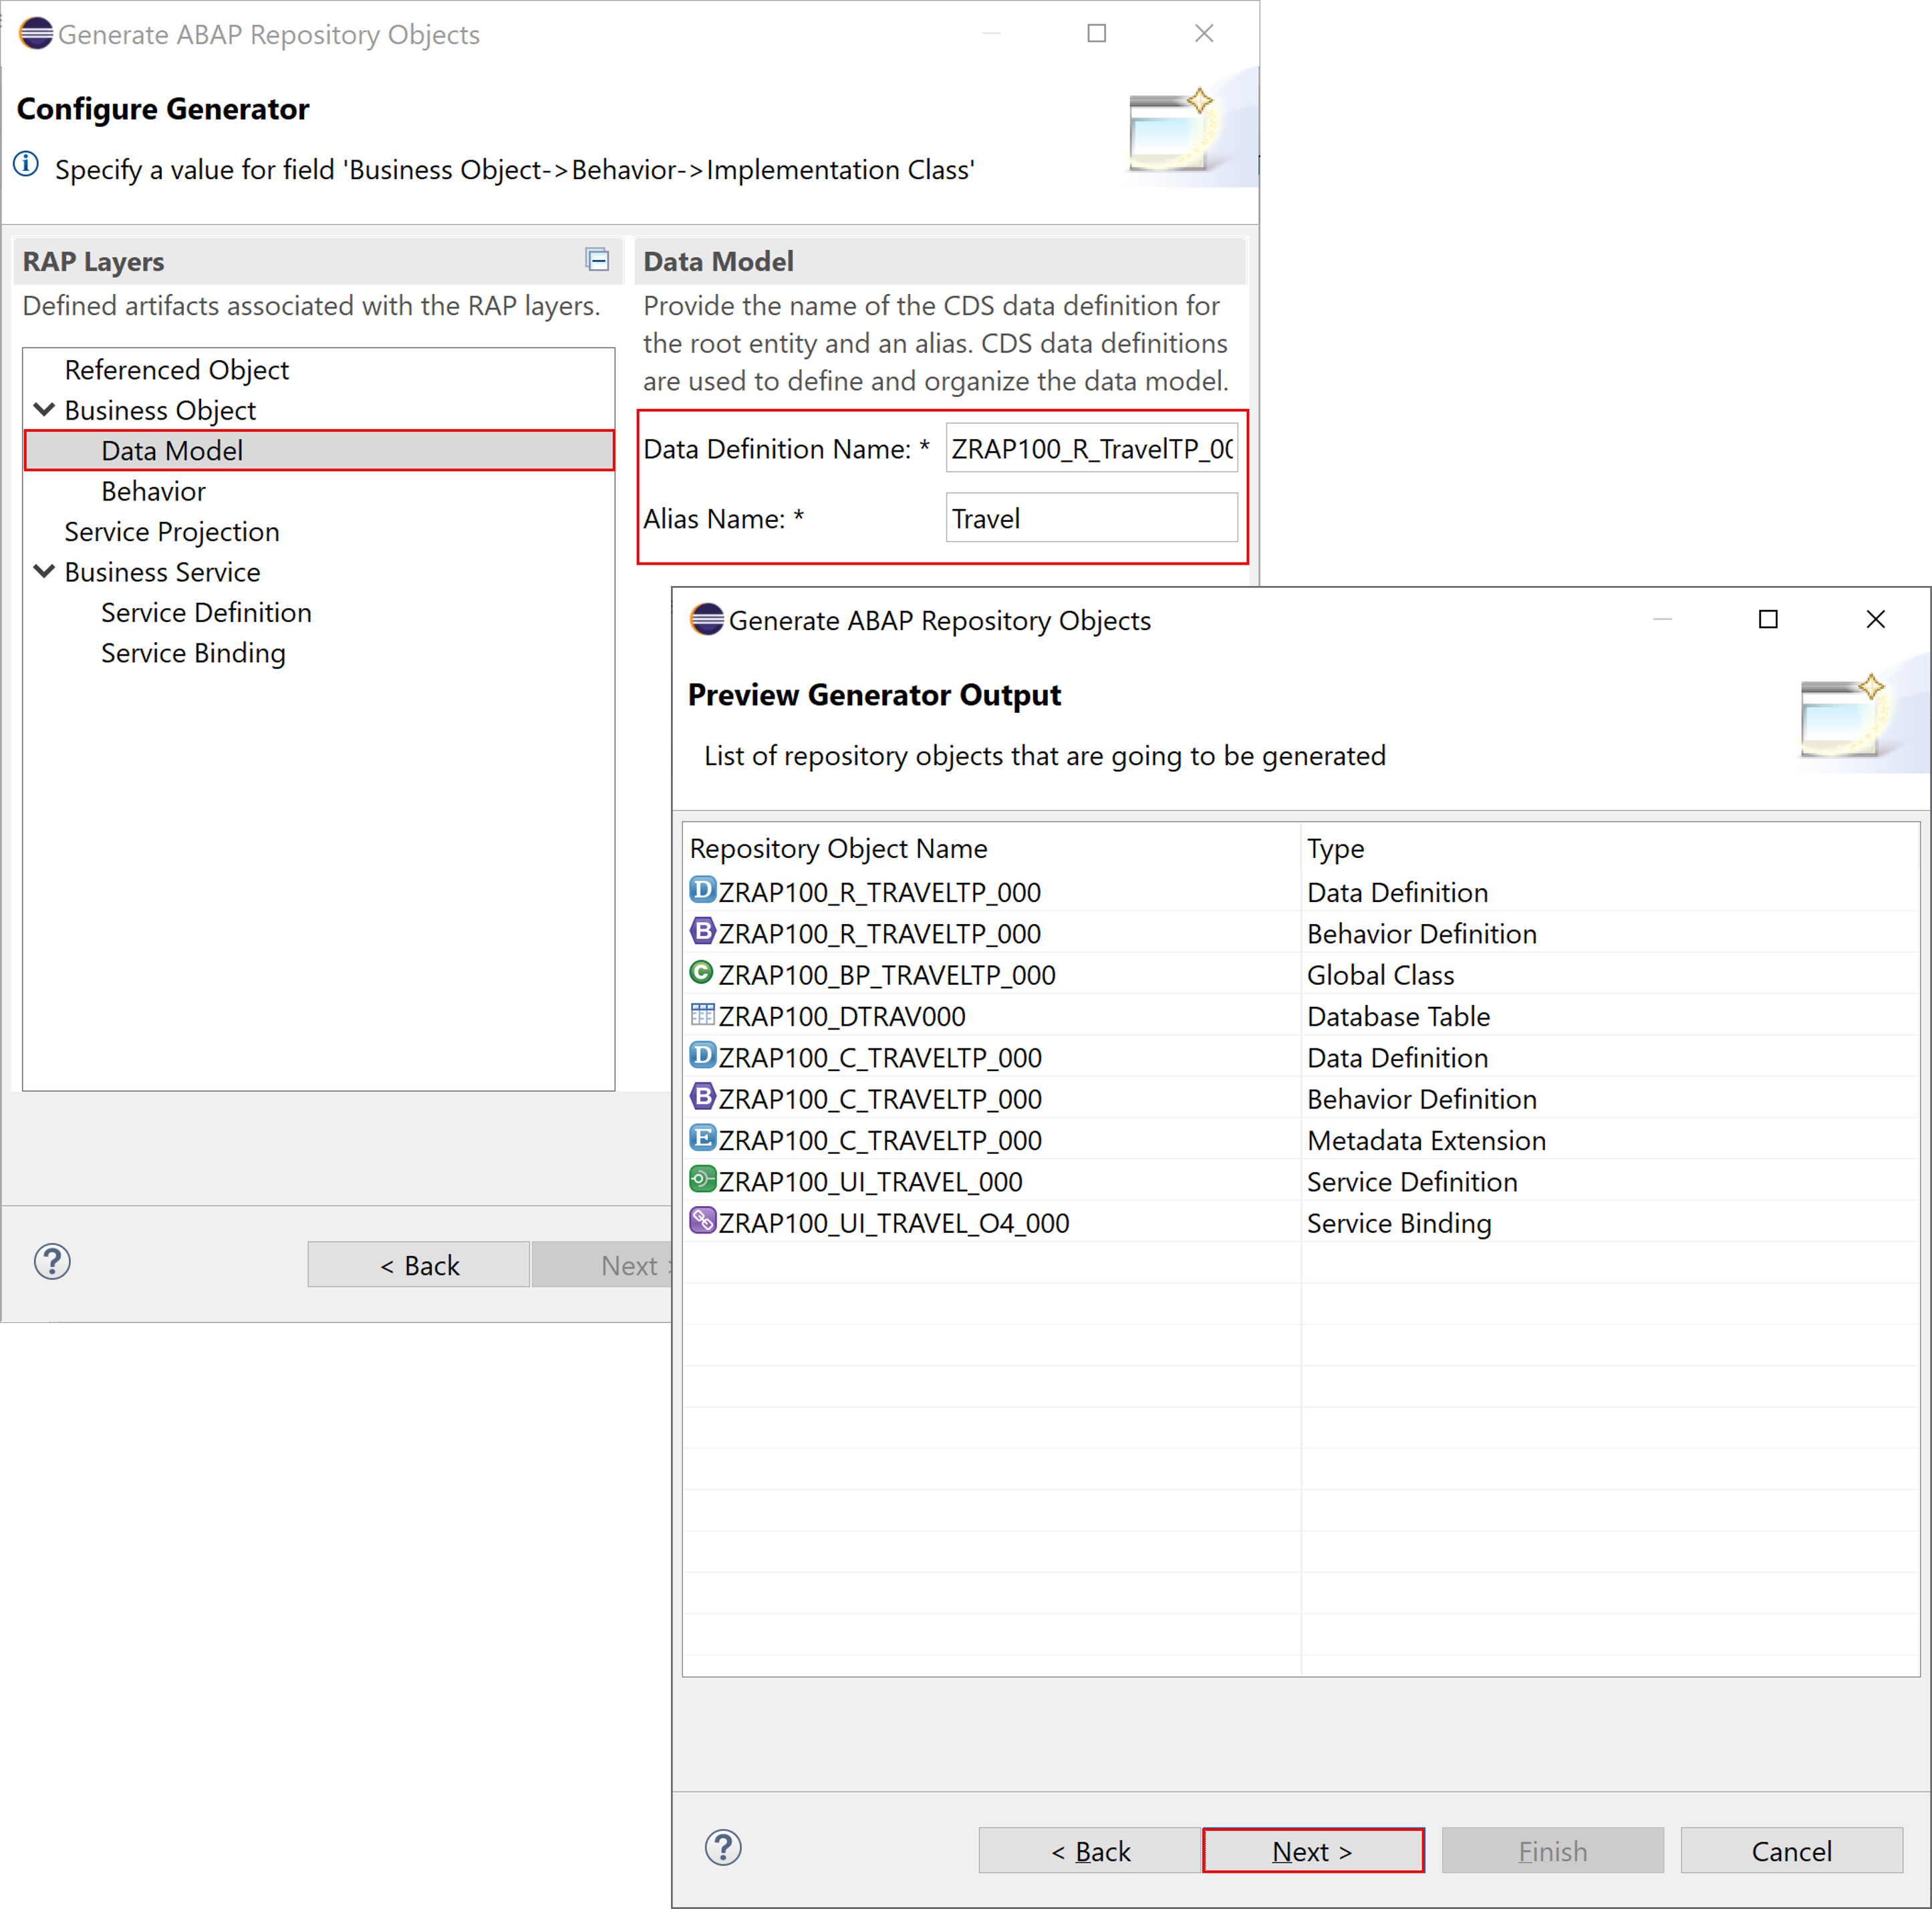 Generate ABAP Repository Objects
Configure Generator
Specify a value for field 'Business Object->Behavior->Implementation Class'
RAP Layers
Defined artifacts associated with the RAP layers.
Referenced Object
Business Object
Data Model
Behavior
Service Projection
Business Service
Service Definition
Service Binding
Data Model
Provide the name of the CDS data definition for
the root entity and an alias. CDS data definitions
are used to define and organize the data model.
Data Definition Name: * ZRAP100_R_TravelTP_00
Alias Name: * Travel
< Back Next
Generate ABAP Repository Objects
Preview Generator Output
List of repository objects that are going to be generated
Repository Object Name Type
D ZRAP100_R_TRAVELTP_000 Data Definition
B ZRAP100_R_TRAVELTP_000 Behavior Definition
C ZRAP100_BP_TRAVELTP_000 Global Class
ZRAP100_DTRAV000 Database Table
D ZRAP100_C_TRAVELTP_000 Data Definition
B ZRAP100_C_TRAVELTP_000 Behavior Definition
E ZRAP100_C_TRAVELTP_000 Metadata Extension
ZRAP100_UI_TRAVEL_000 Service Definition
ZRAP100_UI_TRAVEL_O4_000 Service Binding
? < Back Next > Finish Cancel